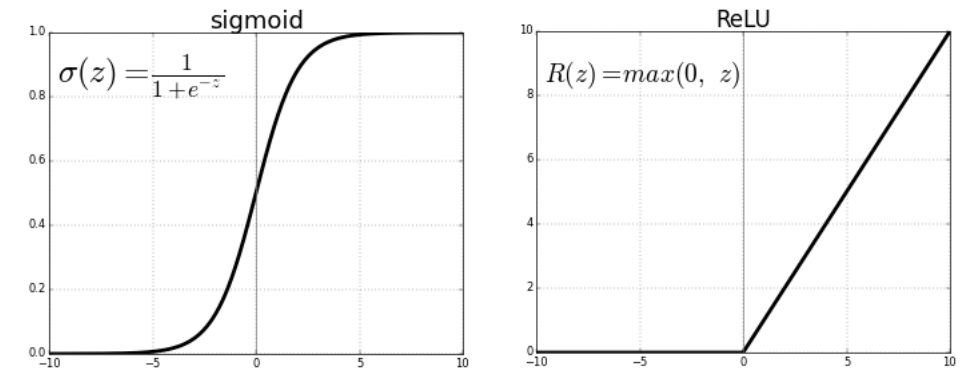 sigmoid
σ(z) = 1/(1+e^{-z})
1.0
0.8
0.6
0.4
0.2
0.0
−10 −5 0 5 10
ReLU
R(z) = max(0, z)
10
8
6
4
2
0
−10 −5 0 5 10